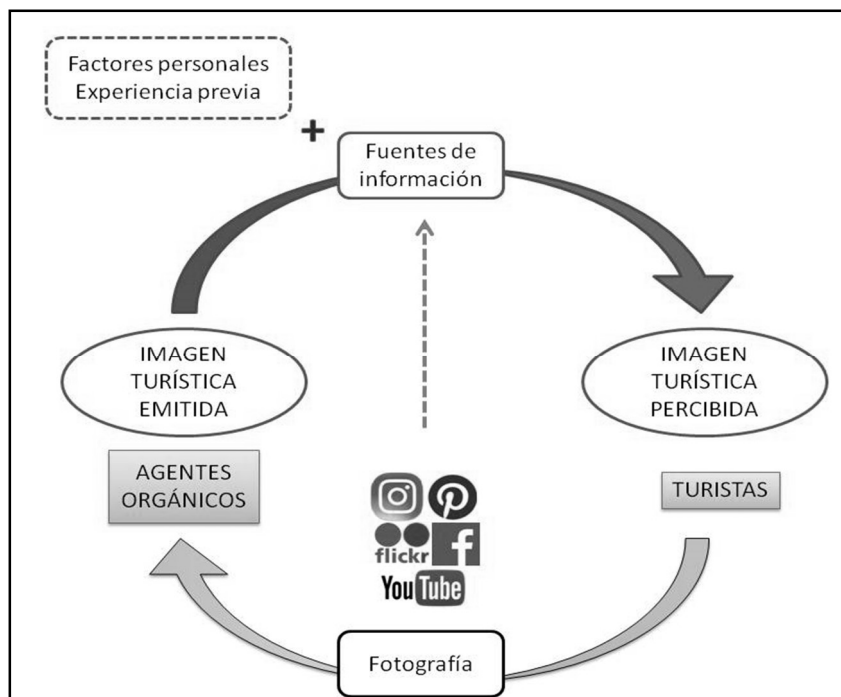 Factores personales
Experiencia previa
+
Fuentes de
información
IMAGEN
TURÍSTICA
EMITIDA
IMAGEN
TURÍSTICA
PERCIBIDA
AGENTES
ORGÁNICOS
TURISTAS
flickr
f
YouTube
Fotografía